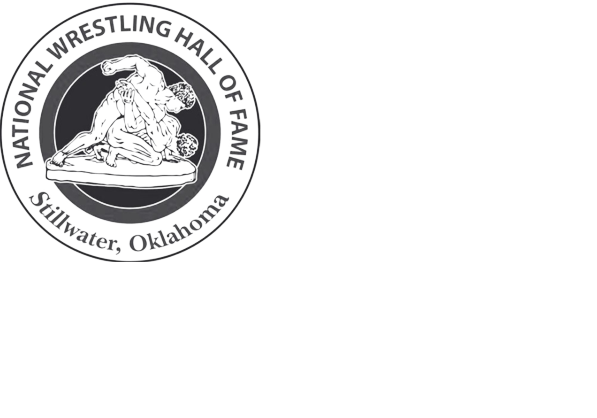 NATIONAL WRESTLING HALL OF FAME
Stillwater, Oklahoma